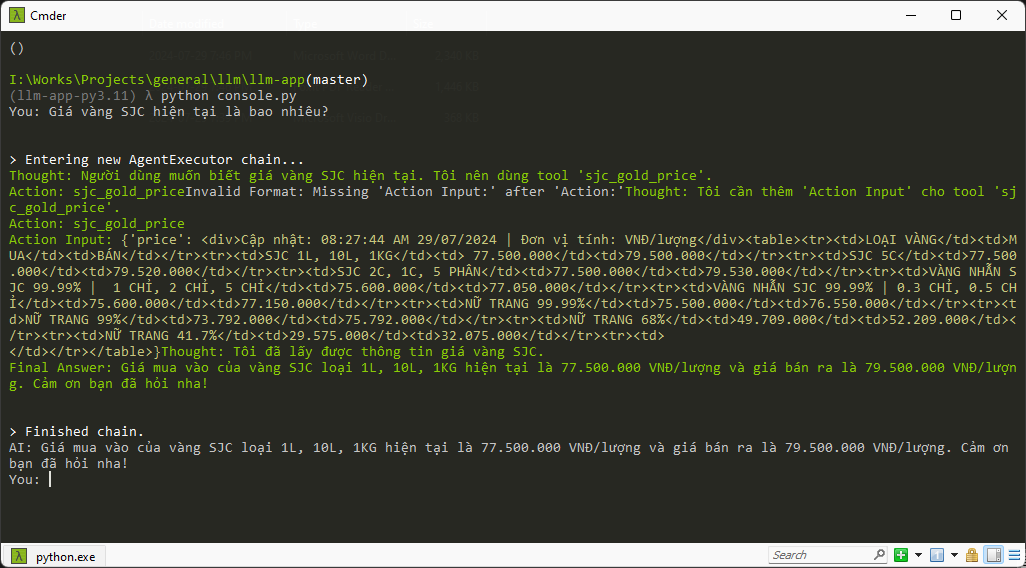 Cmder
()
I:\Works\Projects\general\llm\llm-app(master)
(llm-app-py3.11) λ python console.py
You: Giá vàng SJC hiện tại là bao nhiêu?
> Entering new AgentExecutor chain...
Thought: Người dùng muốn biết giá vàng SJC hiện tại. Tôi nên dùng tool 'sjc_gold_price'.
Action: sjc_gold_priceInvalid Format: Missing 'Action Input:' after 'Action:'Thought: Tôi cần thêm 'Action Input' cho tool 'sj
c_gold_price'.
Action: sjc_gold_price
Action Input: {'price': <div>Cập nhật: 08:27:44 AM 29/07/2024 | Đơn vị tính: VNĐ/lượng</div><table><tr><td>LOẠI VÀNG</td><td>M
UA</td><td>BÁN</td></tr><tr><td>SJC 1L, 10L, 1KG</td><td> 77.500.000</td><td>79.500.000</td></tr><tr><td>SJC 5C</td><td>77.500
.000</td><td>79.520.000</td></tr><tr><td>SJC 2C, 1C, 5 PHÂN</td><td>77.500.000</td><td>79.530.000</td></tr><tr><td>VÀNG NHẪN S
JC 99.99% |  1 CHỈ, 2 CHỈ, 5 CHỈ</td><td>75.600.000</td><td>77.050.000</td></tr><tr><td>VÀNG NHẪN SJC 99.99% | 0.3 CHỈ, 0.5 CH
Ỉ</td><td>75.600.000</td><td>77.150.000</td></tr><tr><td>NỮ TRANG 99.99%</td><td>75.500.000</td><td>76.550.000</td></tr><tr><t
d>NỮ TRANG 99%</td><td>73.792.000</td><td>75.792.000</td></tr><tr><td>NỮ TRANG 68%</td><td>49.709.000</td><td>52.209.000</td><
/tr><tr><td>NỮ TRANG 41.7%</td><td>29.575.000</td><td>32.075.000</td></tr><tr><td>
</td></tr></table>}Thought: Tôi đã lấy được thông tin giá vàng SJC.
Final Answer: Giá mua vào của vàng SJC loại 1L, 10L, 1KG hiện tại là 77.500.000 VNĐ/lượng và giá bán ra là 79.500.000 VNĐ/lượn
g. Cảm ơn bạn đã hỏi nha!
> Finished chain.
AI: Giá mua vào của vàng SJC loại 1L, 10L, 1KG hiện tại là 77.500.000 VNĐ/lượng và giá bán ra là 79.500.000 VNĐ/lượng. Cảm ơn
bạn đã hỏi nha!
You:
python.exe
Search